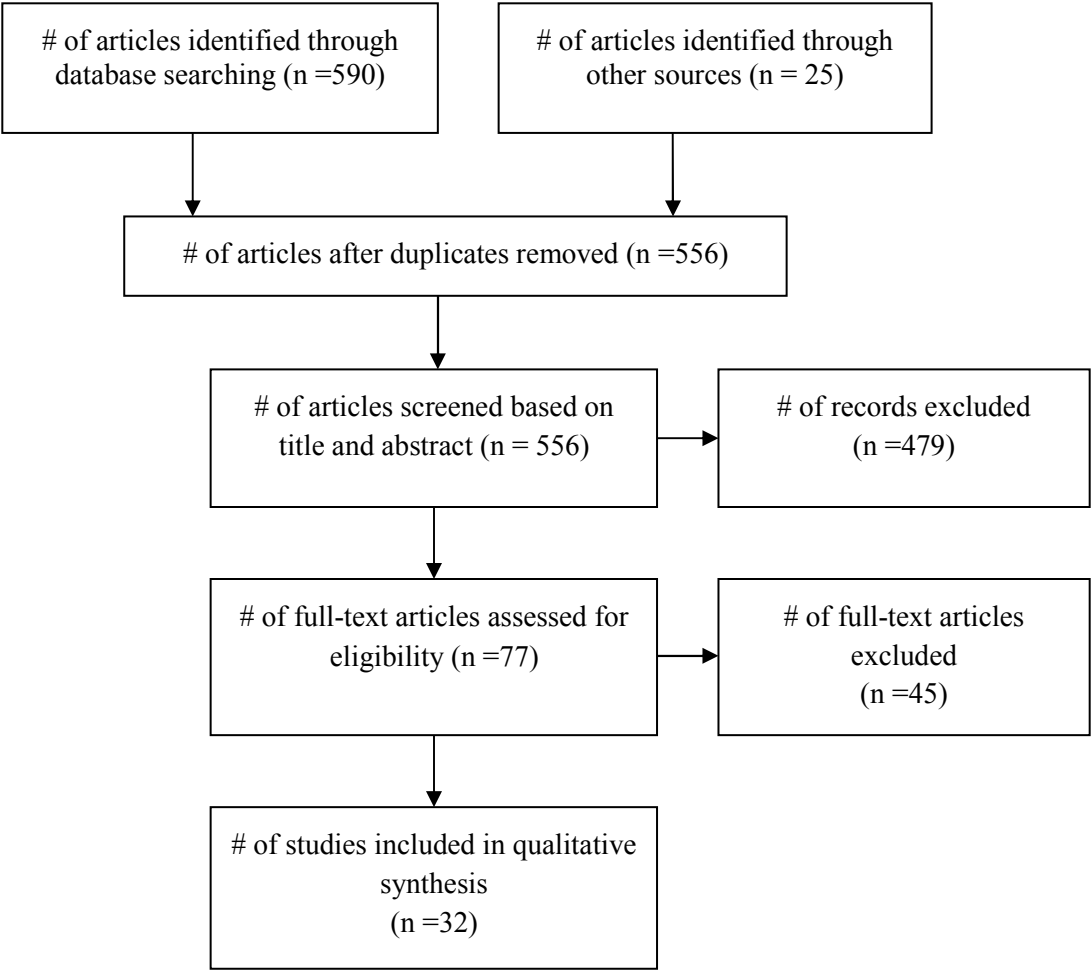 # of articles identified through
database searching (n =590)
# of articles identified through
other sources (n = 25)
# of articles after duplicates removed (n =556)
# of articles screened based on
title and abstract (n = 556)
# of records excluded
(n =479)
# of full-text articles assessed for
eligibility (n =77)
# of full-text articles
excluded
(n =45)
# of studies included in qualitative
synthesis
(n =32)